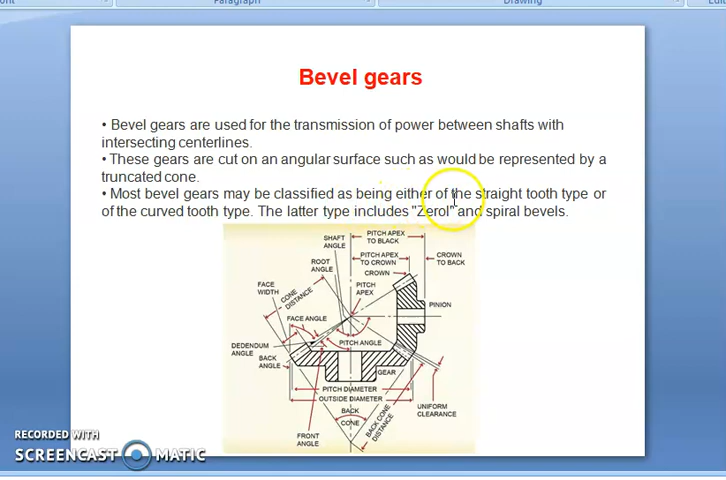 Paragraph
Drawing
Bevel gears
• Bevel gears are used for the transmission of power between shafts with
intersecting centerlines.
• These gears are cut on an angular surface such as would be represented by a
truncated cone.
• Most bevel gears may be classified as being either of the straight tooth type or
of the curved tooth type. The latter type includes "Zerol" and spiral bevels.
SHAFT
ANGLE
PITCH APEX
TO BLACK
ROOT
ANGLE
PITCH APEX
TO CROWN
CROWN
TO BACK
CROWN
FACE
WIDTH
CONE
DISTANCE
PITCH
APEX
PINION
FACE ANGLE
DEDENDUM
ANGLE
PITCH ANGLE
BACK
ANGLE
GEAR
PITCH DIAMETER
OUTSIDE DIAMETER
UNIFORM
CLEARANCE
BACK
CONE
BACK CONE
DISTANCE
FRONT
ANGLE
RECORDED WITH
SCREENCAST MATIC